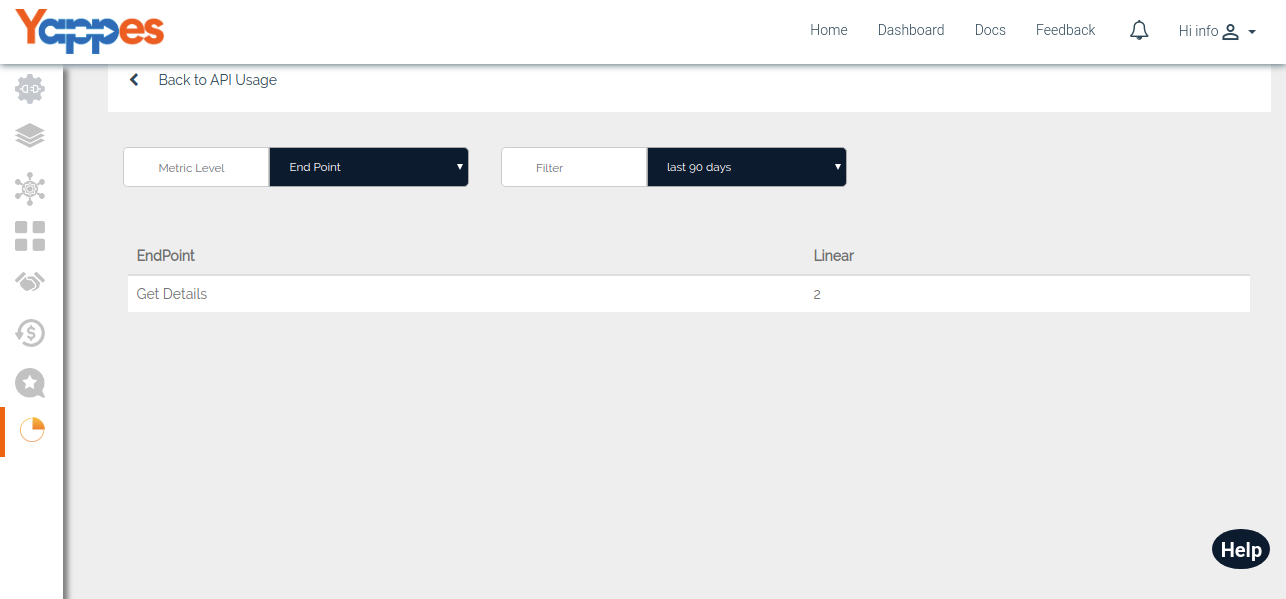 Yappes
Home Dashboard Docs Feedback Hi info
Back to API Usage
Metric Level End Point Filter last 90 days
EndPoint Linear
Get Details 2
Help